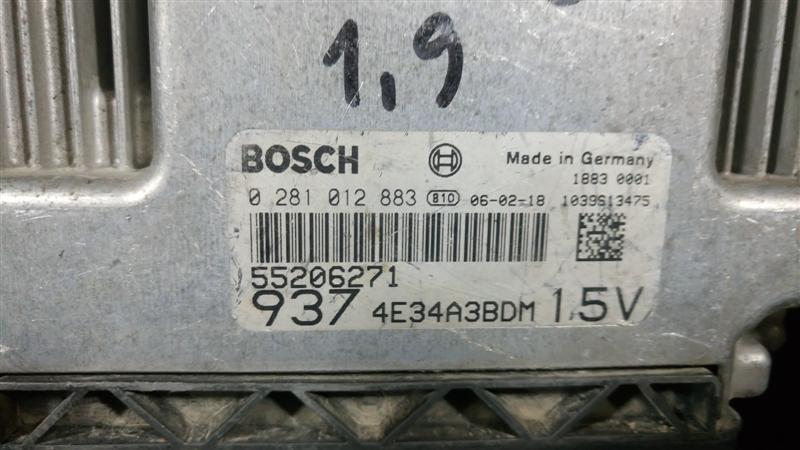 1,9
BOSCH Made in Germany
1883 0001
0 281 012 883 B10 06-02-18 1039S13475
55206271
937 4E34A3BDM 1.5V